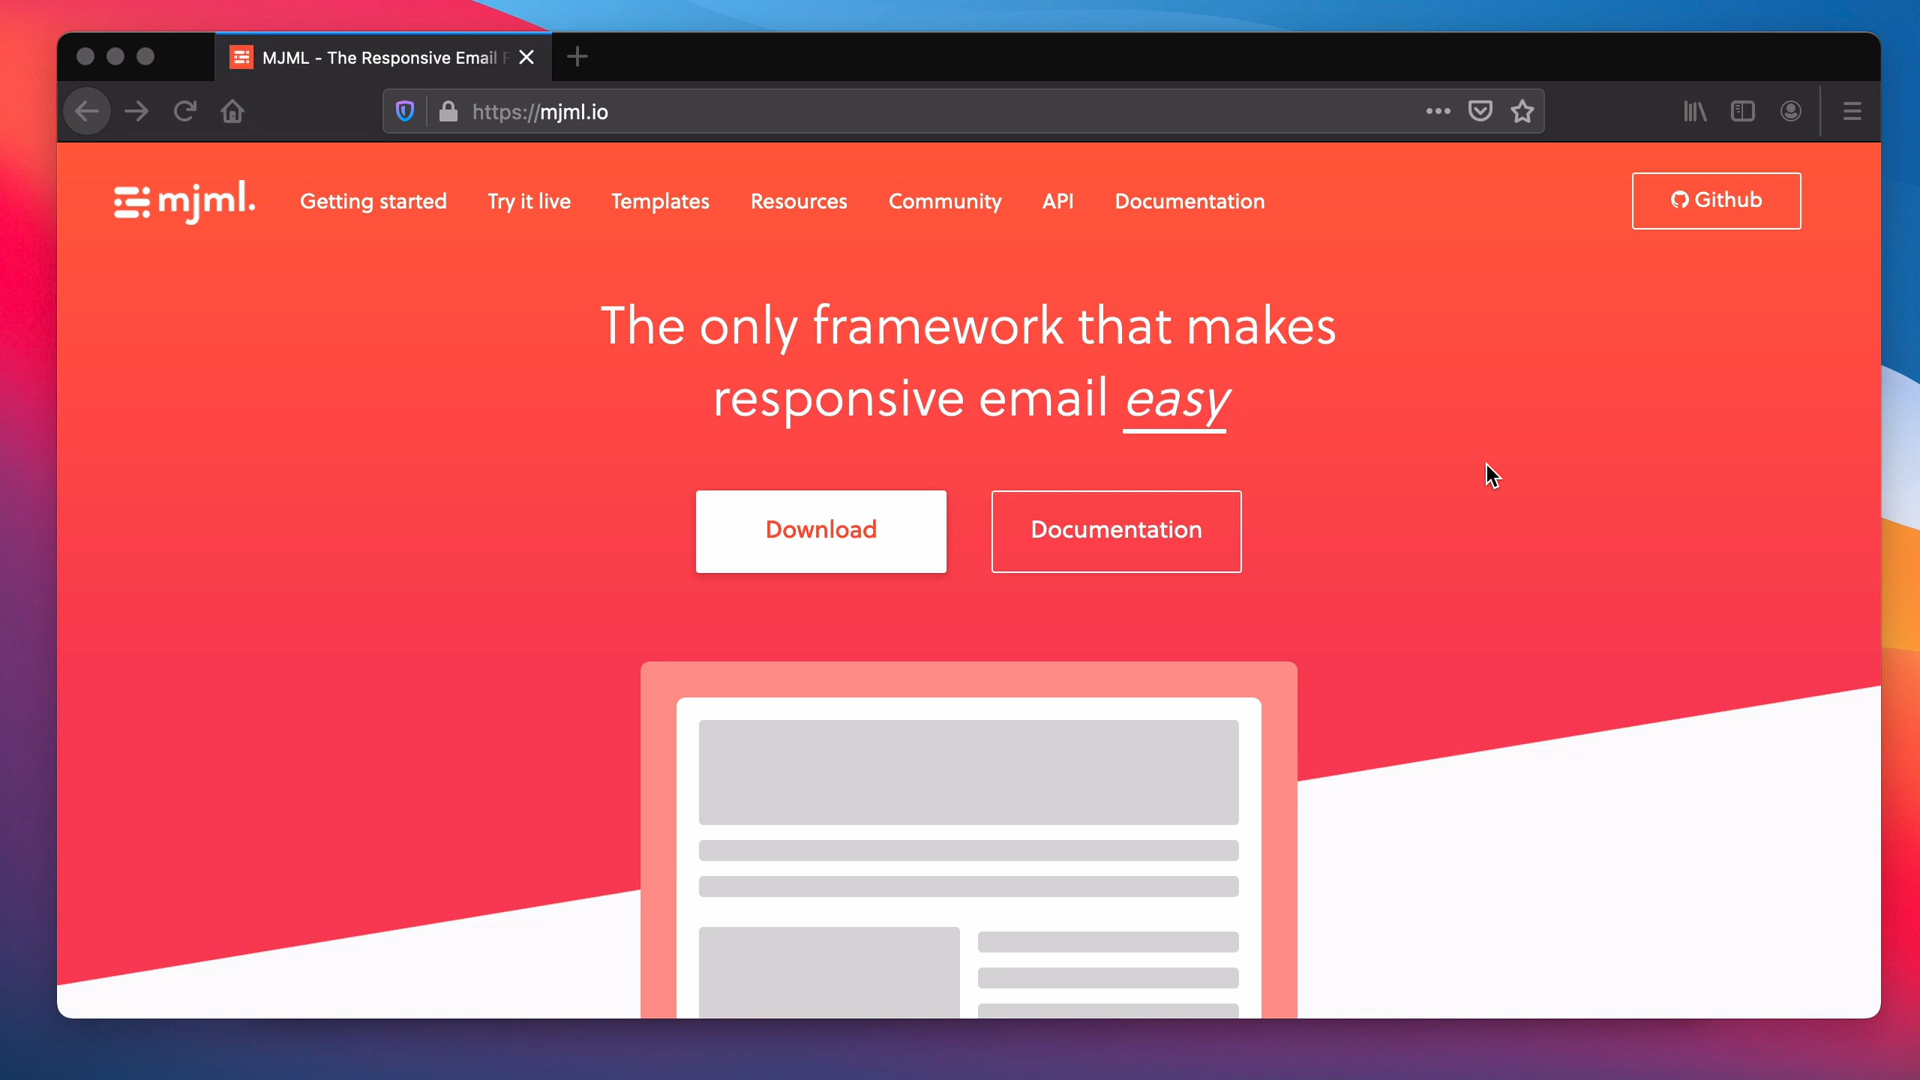 MJML - The Responsive Email F
https://mjml.io
mjml.
Getting started
Try it live
Templates
Resources
Community
API
Documentation
Github
The only framework that makes
responsive email easy
Download
Documentation